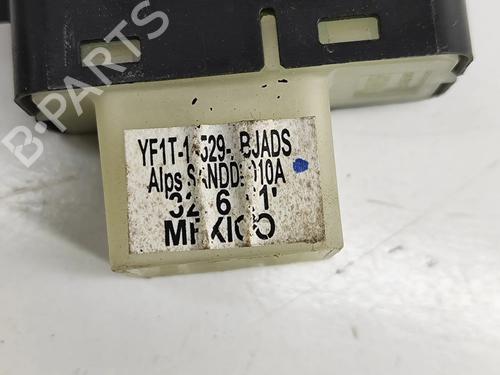 B-PARTS
YF1T-1 529- BJADS
Alps S NDD 010A
32 6 1'
MEXICO